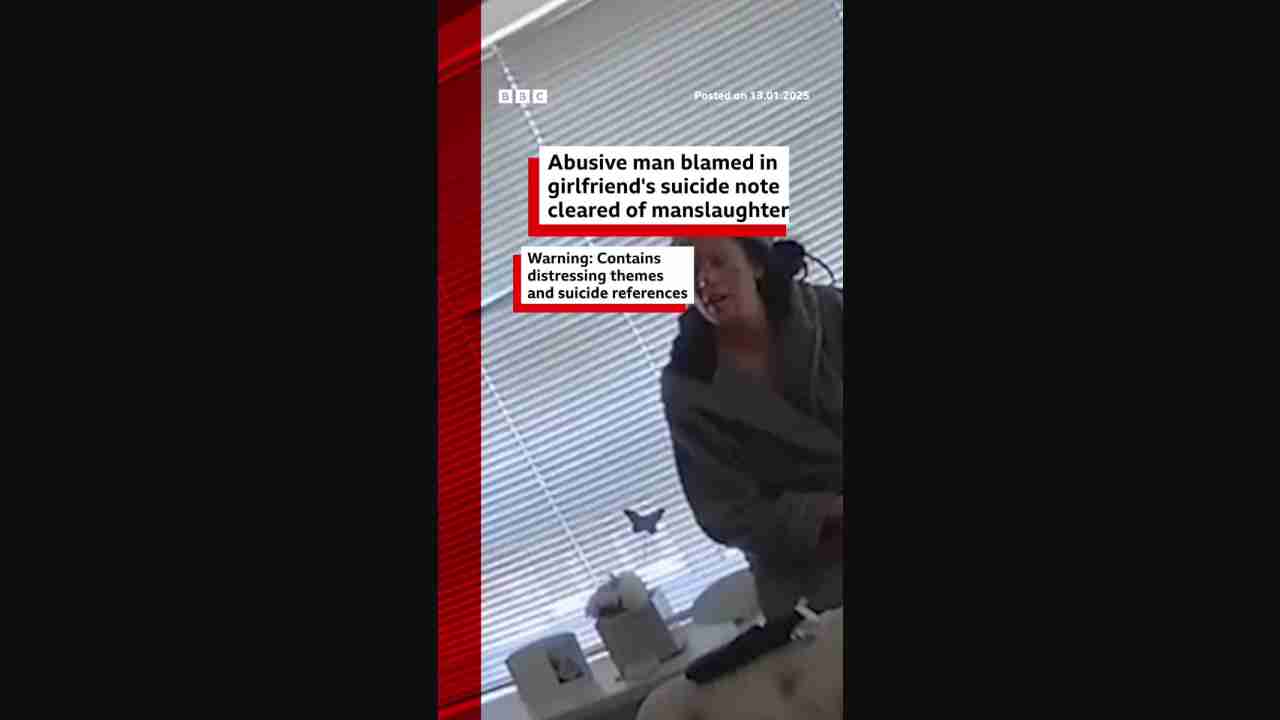 BBC
Posted on 13.01.2025
Abusive man blamed in
girlfriend's suicide note
cleared of manslaughter
Warning: Contains
distressing themes
and suicide references